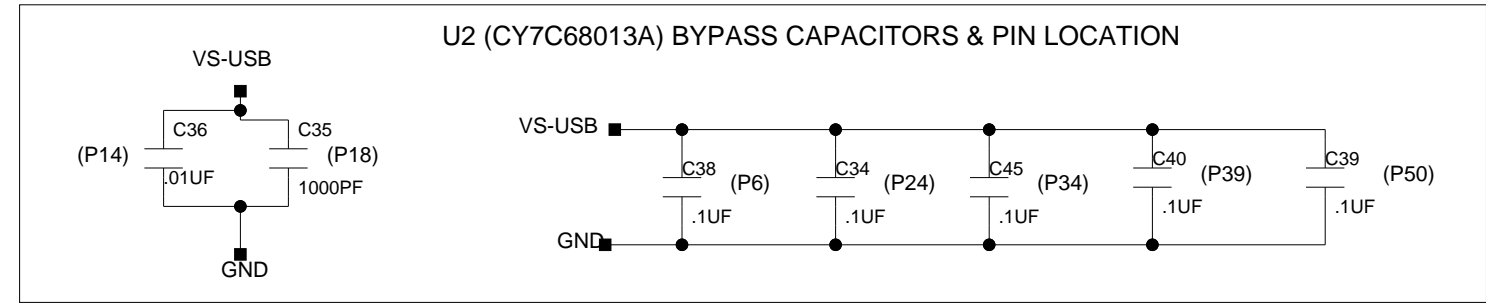 U2 (CY7C68013A) BYPASS CAPACITORS & PIN LOCATION
VS-USB
C36
C35
(P14)
(P18)
.01UF
1000PF
GND
VS-USB
C38
C34
C45
C40
C39
(P6)
(P24)
(P34)
(P39)
(P50)
.1UF
.1UF
.1UF
.1UF
.1UF
GND